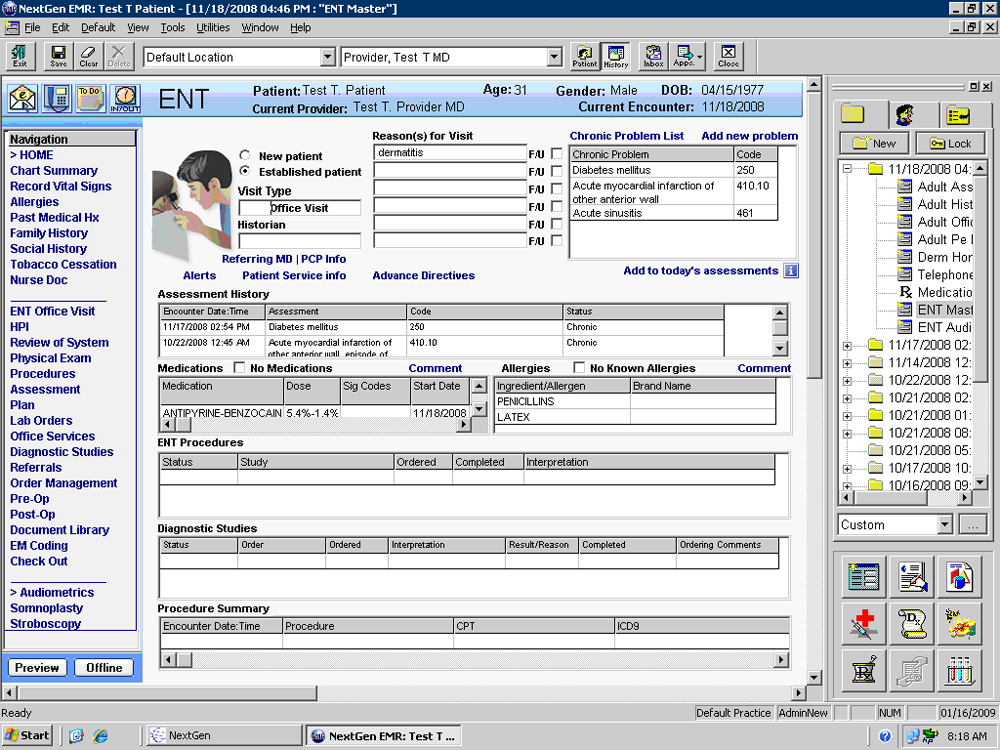 NextGen EMR: Test T Patient - [11/18/2008 04:46 PM : "ENT Master"]
File Edit Default View Tools Utilities Window Help
Exit Save Clear Delete Default Location Provider, Test T MD Patient History Inbox Apps. Close
To Do IN/OUT
ENT
Patient: Test T. Patient Age: 31 Gender: Male DOB: 04/15/1977
Current Provider: Test T. Provider MD Current Encounter: 11/18/2008
Navigation
> HOME
Chart Summary
Record Vital Signs
Allergies
Past Medical Hx
Family History
Social History
Tobacco Cessation
Nurse Doc
ENT Office Visit
HPI
Review of System
Physical Exam
Procedures
Assessment
Plan
Lab Orders
Office Services
Diagnostic Studies
Referrals
Order Management
Pre-Op
Post-Op
Document Library
EM Coding
Check Out
> Audiometrics
Somnoplasty
Stroboscopy
Preview Offline
New patient
Established patient
Visit Type
Office Visit
Historian
Referring MD | PCP Info
Alerts Patient Service info Advance Directives
Reason(s) for Visit
dermatitis F/U
F/U
F/U
F/U
F/U
F/U
Chronic Problem List Add new problem
Chronic Problem Code
Diabetes mellitus 250
Acute myocardial infarction of 410.10
other anterior wall
Acute sinusitis 461
Add to today's assessments
Assessment History
Encounter Date:Time Assessment Code Status
11/17/2008 02:54 PM Diabetes mellitus 250 Chronic
10/22/2008 12:45 AM Acute myocardial infarction of 410.10 Chronic
other anterior wall, episode of
Medications No Medications Comment
Medication Dose Sig Codes Start Date
ANTIPYRINE-BENZOCAIN 5.4%-1.4% 11/18/2008
Allergies No Known Allergies Comment
Ingredient/Allergen Brand Name
PENICILLINS
LATEX
ENT Procedures
Status Study Ordered Completed Interpretation
Diagnostic Studies
Status Order Ordered Interpretation Result/Reason Completed Ordering Comments
Procedure Summary
Encounter Date:Time Procedure CPT ICD9
New Lock
11/18/2008 04:
Adult Ass
Adult Hist
Adult Offic
Adult Pe I
Derm Hor
Telephone
Medicatio
ENT Mast
ENT Audi
11/17/2008 02:
11/14/2008 12:
10/22/2008 12:
10/21/2008 02:
10/21/2008 01:
10/21/2008 08:
10/21/2008 05:
10/17/2008 10:
10/16/2008 09:
Custom ...
Ready Default Practice AdminNew NUM 01/16/2009
Start NextGen NextGen EMR: Test T ... 8:18 AM